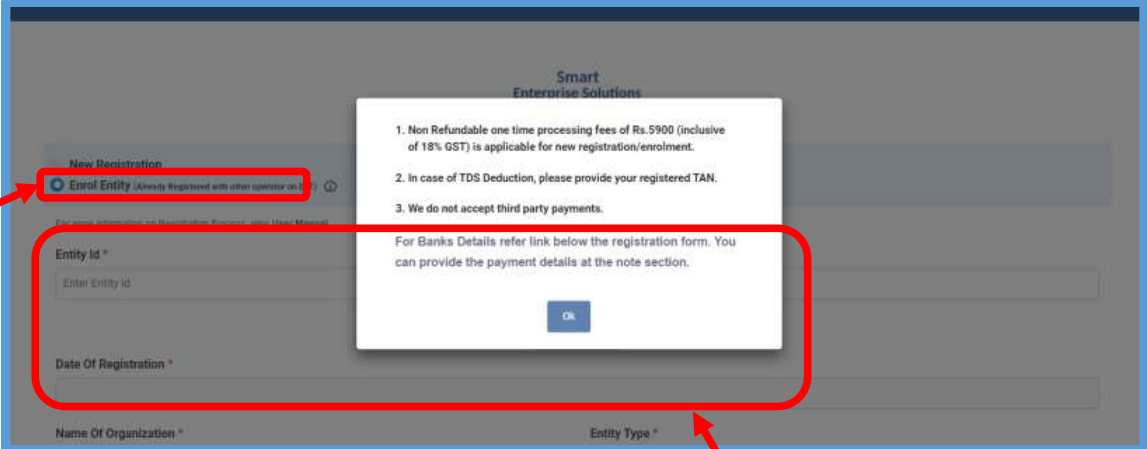 Smart
Enterprise Solutions
1. Non Refundable one time processing fees of Rs.5900 (inclusive
of 18% GST) is applicable for new registration/enrolment.
2. In case of TDS Deduction, please provide your registered TAN.
3. We do not accept third party payments.
For Banks Details refer link below the registration form. You
can provide the payment details at the note section.
Ok
New Registration
Enrol Entity (Already Registered with other operator on
For more information on Registration Process, User Manual
Entity Id *
Enter Entity id
Date Of Registration *
Name Of Organization *
Entity Type *